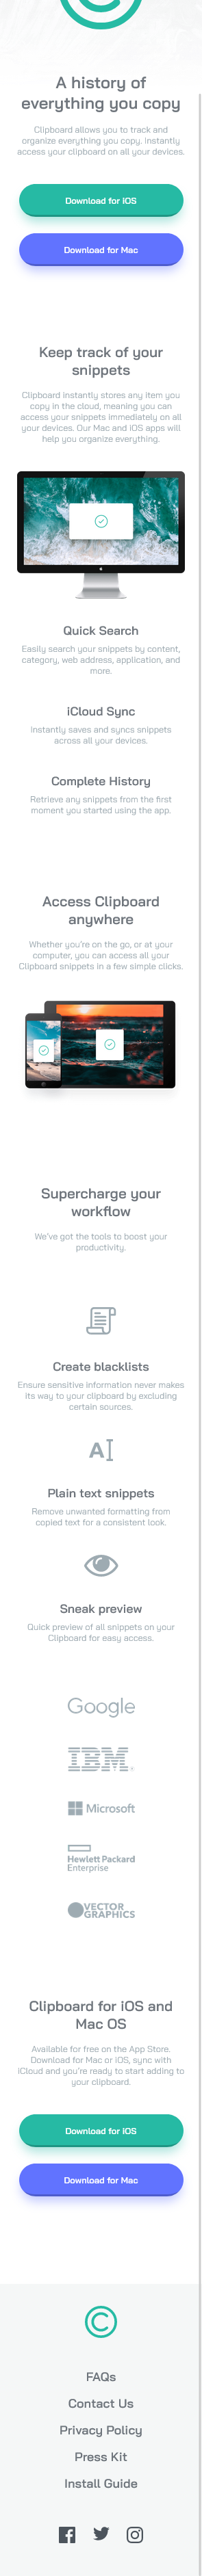 A history of
everything you copy
Clipboard allows you to track and
organize everything you copy. Instantly
access your clipboard on all your devices.
Download for iOS
Download for Mac
Keep track of your
snippets
Clipboard instantly stores any item you
copy in the cloud, meaning you can
access your snippets immediately on all
your devices. Our Mac and iOS apps will
help you organize everything.
Quick Search
Easily search your snippets by content,
category, web address, application, and
more.
iCloud Sync
Instantly saves and syncs snippets
across all your devices.
Complete History
Retrieve any snippets from the first
moment you started using the app.
Access Clipboard
anywhere
Whether you're on the go, or at your
computer, you can access all your
Clipboard snippets in a few simple clicks.
Supercharge your
workflow
We've got the tools to boost your
productivity.
Create blacklists
Ensure sensitive information never makes
its way to your clipboard by excluding
certain sources.
A
Plain text snippets
Remove unwanted formatting from
copied text for a consistent look.
Sneak preview
Quick preview of all snippets on your
Clipboard for easy access.
Google
IBM®
Microsoft
Hewlett Packard
Enterprise
VECTOR
GRAPHICS
Clipboard for iOS and
Mac OS
Available for free on the App Store.
Download for Mac or iOS, sync with
iCloud and you're ready to start adding to
your clipboard.
Download for iOS
Download for Mac
C
FAQs
Contact Us
Privacy Policy
Press Kit
Install Guide